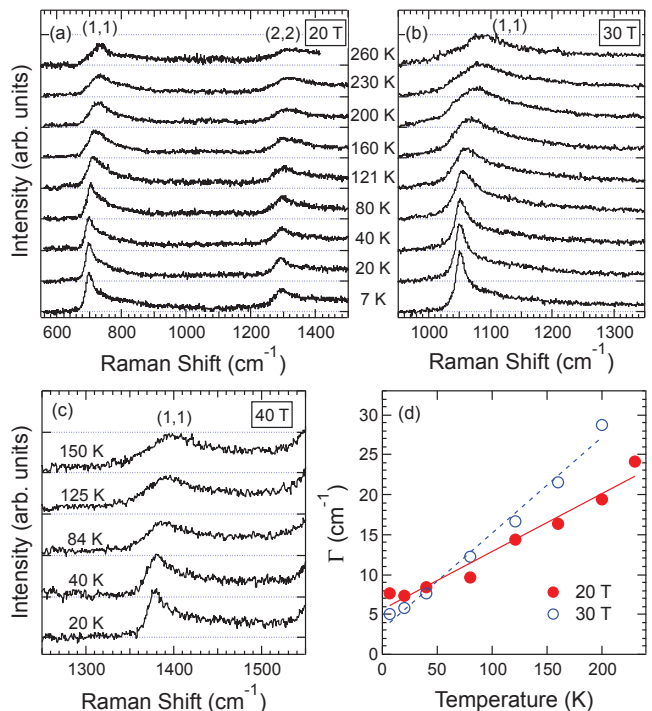 (a) (1,1) (2,2) 20 T
260 K
230 K
200 K
160 K
121 K
80 K
40 K
20 K
7 K
Intensity (arb. units)
600 800 1000 1200 1400
Raman Shift (cm-1)
(b) (1,1) 30 T
1000 1100 1200 1300
Raman Shift (cm-1)
(c) (1,1) 40 T
150 K
125 K
84 K
40 K
20 K
Intensity (arb. units)
1300 1400 1500
Raman Shift (cm-1)
(d)
Γ (cm-1)
30
25
20
15
10
5
0
20 T
30 T
0 50 100 150 200
Temperature (K)